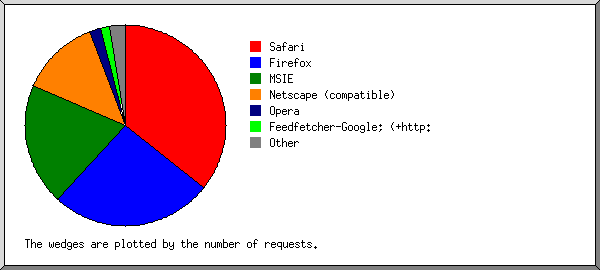 Safari
Firefox
MSIE
Netscape (compatible)
Opera
Feedfetcher-Google; (+http:
Other
The wedges are plotted by the number of requests.